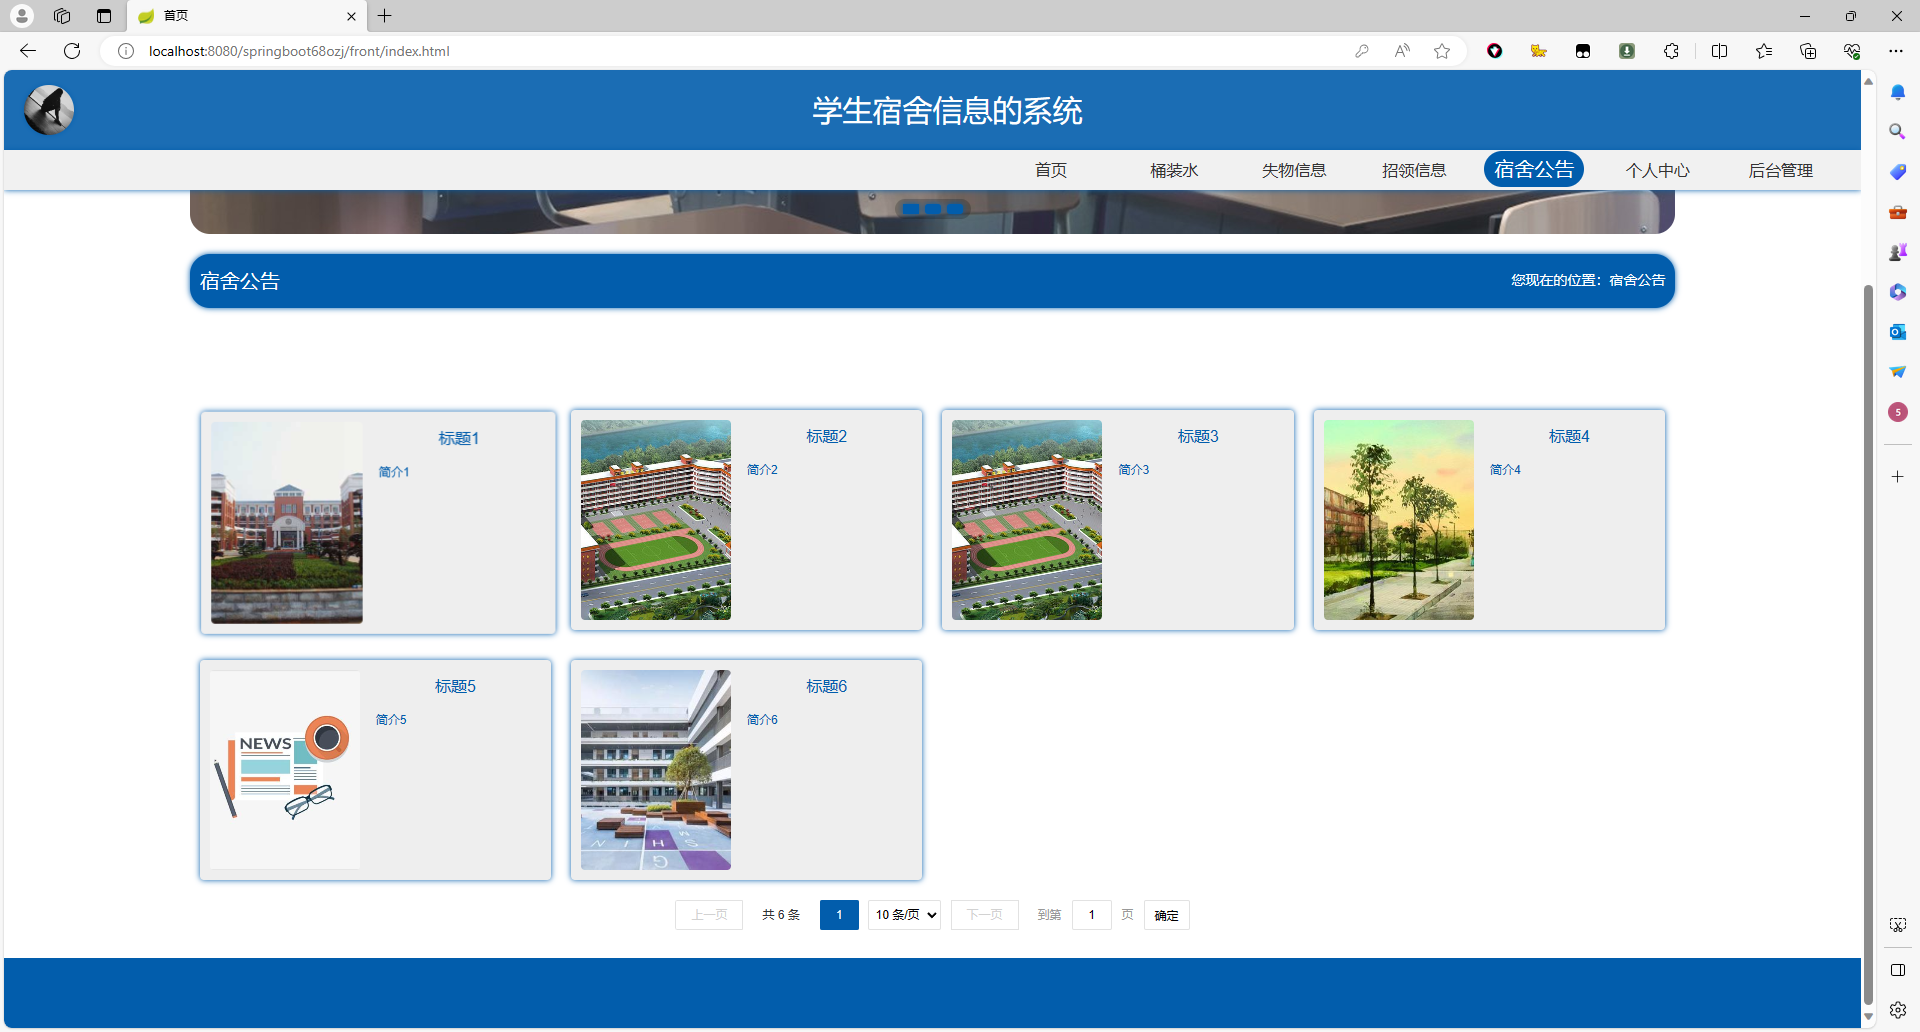 首页
localhost:8080/springboot68ozj/front/index.html
学生宿舍信息的系统
首页 桶装水 失物信息 招领信息 宿舍公告 个人中心 后台管理
宿舍公告 您现在的位置：宿舍公告
标题1
简介1
标题2
简介2
标题3
简介3
标题4
简介4
标题5
简介5
NEWS
标题6
简介6
上一页 共 6 条 1 10 条/页 下一页 到第 1 页 确定
5